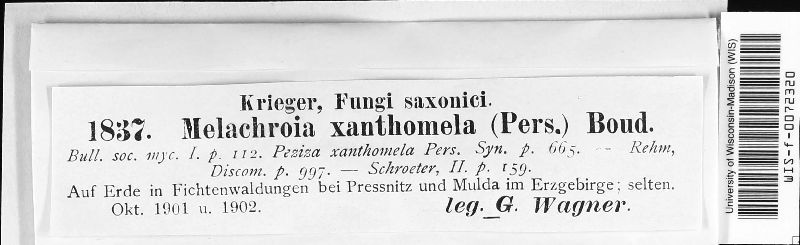 Krieger, Fungi saxonici.
1837. Melachroia xanthomela (Pers.) Boud.
Bull. soc. myc. I. p. 112. Peziza xanthomela Pers. Syn. p. 665. — Rehm,
Discom. p. 997. — Schroeter, II. p. 159.
Auf Erde in Fichtenwaldungen bei Pressnitz und Mulda im Erzgebirge; selten.
Okt. 1901 u. 1902. leg. G. Wagner.
University of Wisconsin-Madison (WIS)
WIS-f-0072320